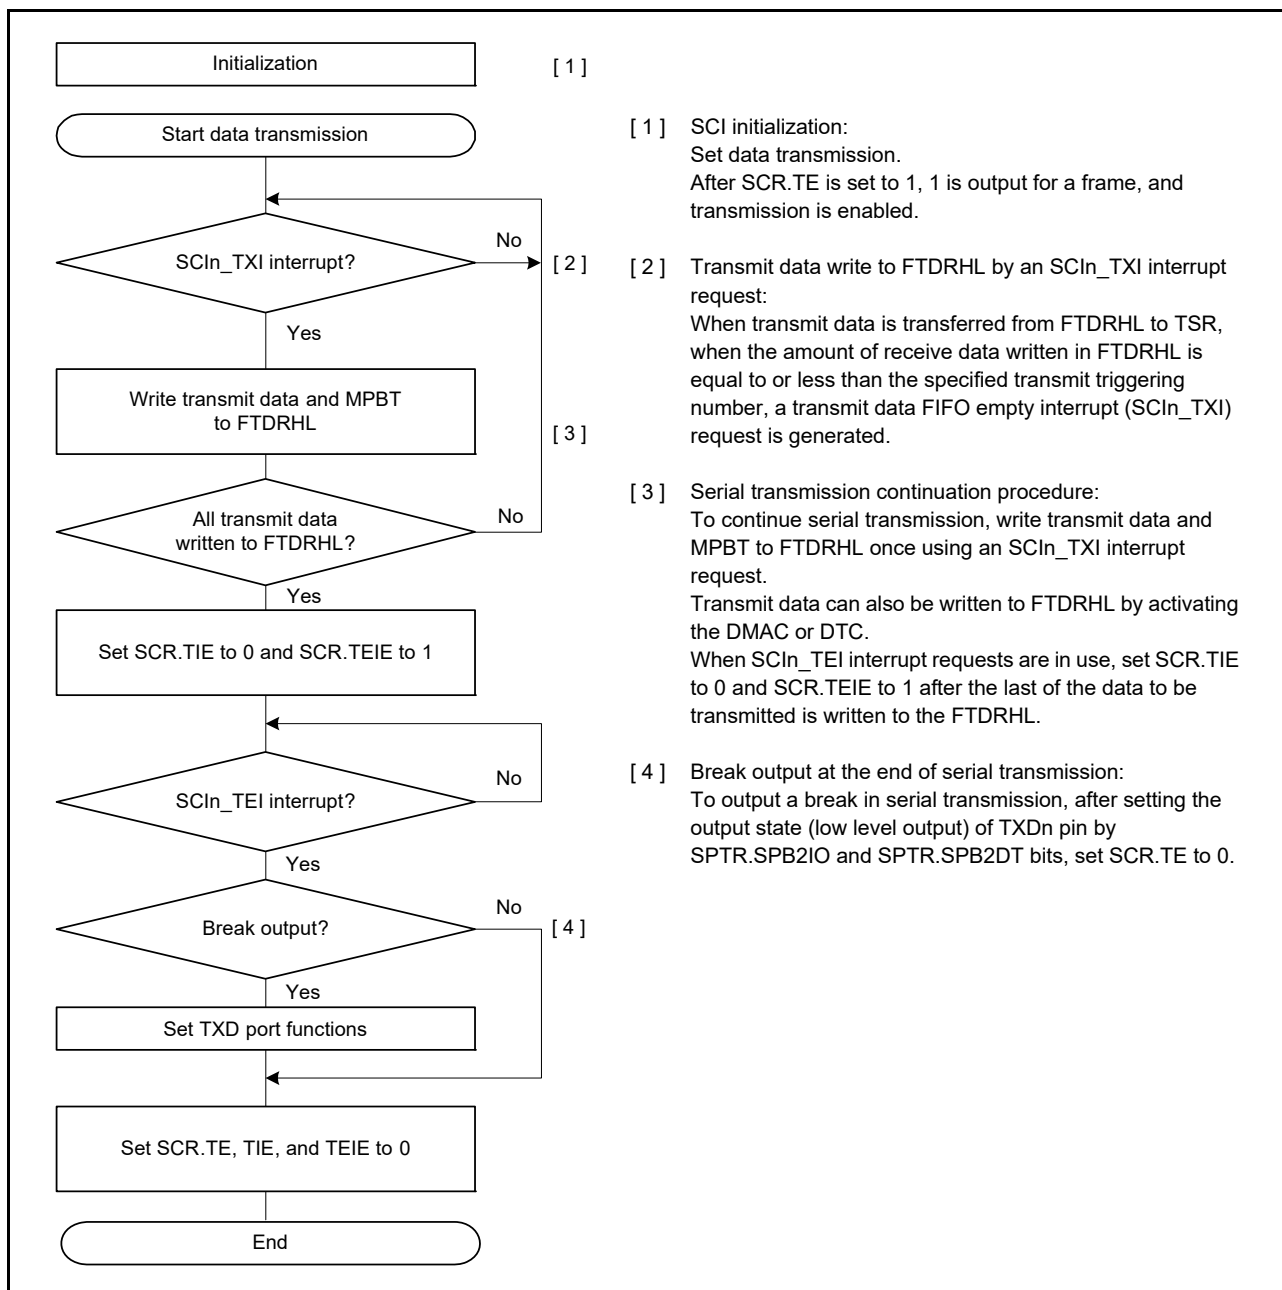 Initialization
[ 1 ]
Start data transmission
SCIn_TXI interrupt?
No
[ 2 ]
Yes
Write transmit data and MPBT
to FTDRHL
[ 3 ]
All transmit data
written to FTDRHL?
No
Yes
Set SCR.TIE to 0 and SCR.TEIE to 1
SCIn_TEI interrupt?
No
Yes
Break output?
No
[ 4 ]
Yes
Set TXD port functions
Set SCR.TE, TIE, and TEIE to 0
End
[ 1 ] SCI initialization:
Set data transmission.
After SCR.TE is set to 1, 1 is output for a frame, and
transmission is enabled.
[ 2 ] Transmit data write to FTDRHL by an SCIn_TXI interrupt
request:
When transmit data is transferred from FTDRHL to TSR,
when the amount of receive data written in FTDRHL is
equal to or less than the specified transmit triggering
number, a transmit data FIFO empty interrupt (SCIn_TXI)
request is generated.
[ 3 ] Serial transmission continuation procedure:
To continue serial transmission, write transmit data and
MPBT to FTDRHL once using an SCIn_TXI interrupt
request.
Transmit data can also be written to FTDRHL by activating
the DMAC or DTC.
When SCIn_TEI interrupt requests are in use, set SCR.TIE
to 0 and SCR.TEIE to 1 after the last of the data to be
transmitted is written to the FTDRHL.
[ 4 ] Break output at the end of serial transmission:
To output a break in serial transmission, after setting the
output state (low level output) of TXDn pin by
SPTR.SPB2IO and SPTR.SPB2DT bits, set SCR.TE to 0.